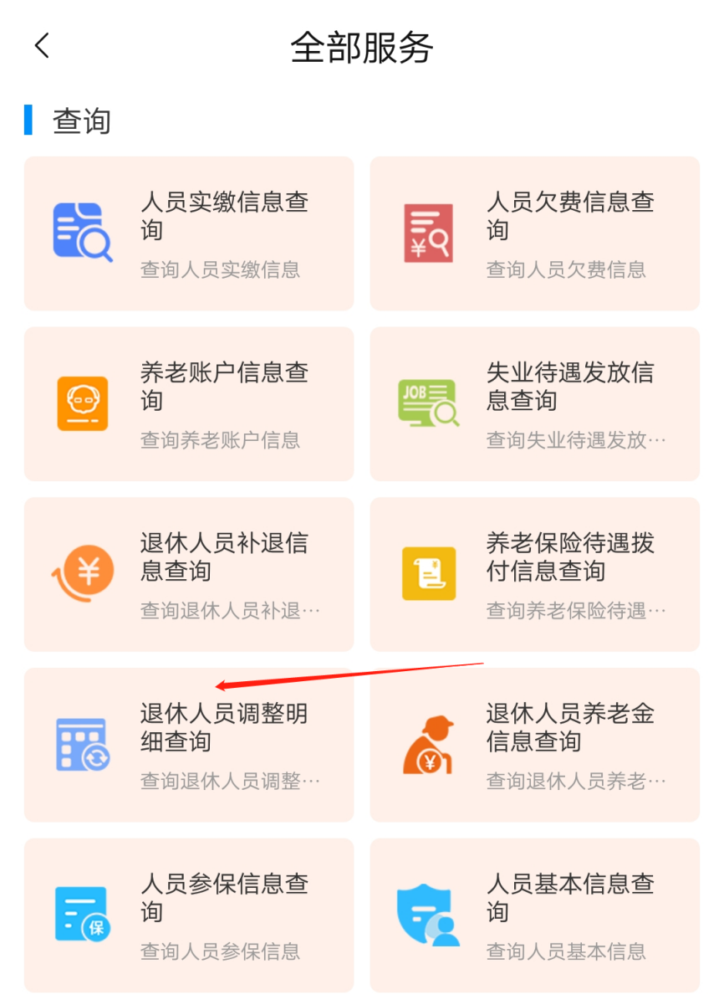 全部服务
查询
人员实缴信息查
询
查询人员实缴信息
人员欠费信息查
询
¥
查询人员欠费信息
养老账户信息查
询
查询养老账户信息
JOB
失业待遇发放信
息查询
查询失业待遇发放…
¥
退休人员补退信
息查询
查询退休人员补退…
养老保险待遇拨
付信息查询
查询养老保险待遇…
退休人员调整明
细查询
查询退休人员调整…
¥
退休人员养老金
信息查询
查询退休人员养老…
保
人员参保信息查
询
查询人员参保信息
人员基本信息查
询
查询人员基本信息